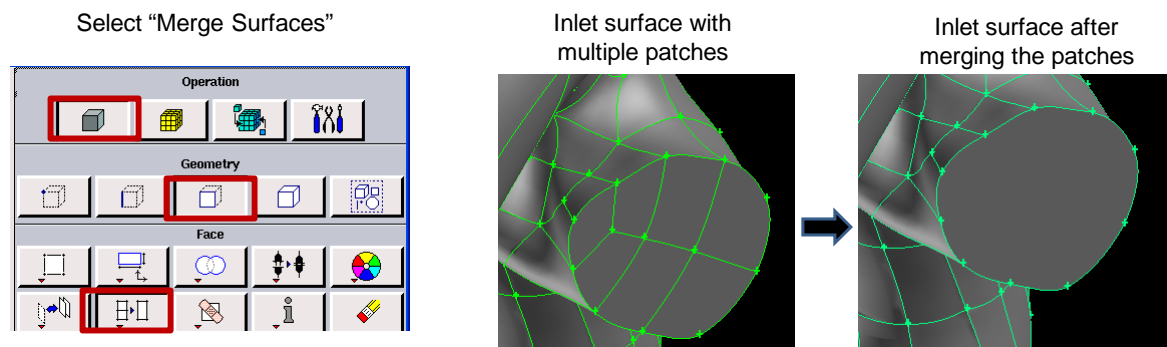 Select “Merge Surfaces”
Operation
Geometry
Face
Inlet surface with
multiple patches
Inlet surface after
merging the patches